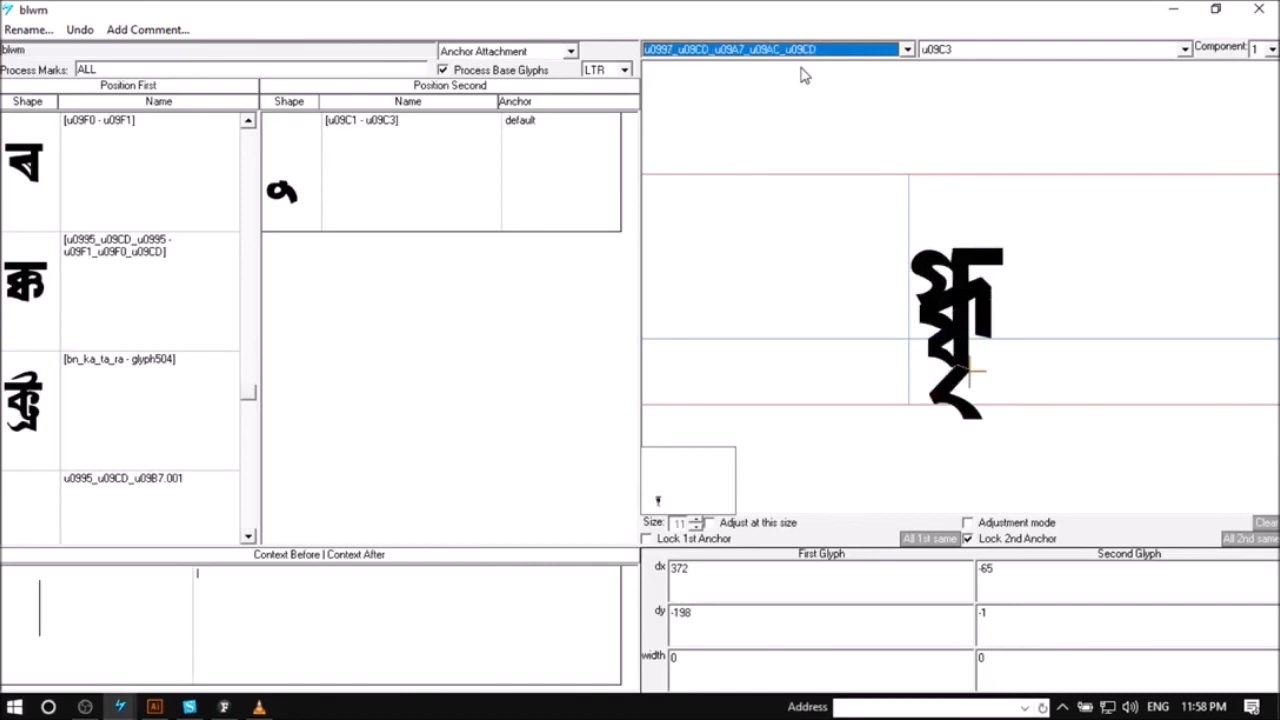 blwm
Rename... Undo Add Comment...
blwm
Anchor Attachment
u0997_u09CD_u09A7_u09AC_u09CD
u09C3
Component: 1
Process Marks: ALL
Process Base Glyphs
LTR
Position First
Position Second
Shape Name
Shape Name Anchor
[u09F0 - u09F1]
ৰ
[u09C1 - u09C3]
default
[u0995_u09CD_u0995 -
u09F1_u09F0_u09CD]
ক্ক
[bn_ka_ta_ra - glyph504]
u0995_u09CD_u09B7.001
Size: 11 Adjust at this size
Adjustment mode
Clear
Lock 1st Anchor
All 1st same
Lock 2nd Anchor
All 2nd same
Context Before | Context After
First Glyph
Second Glyph
dx 372 -65
dy -198 -1
width 0 0
Address
ENG
11:58 PM